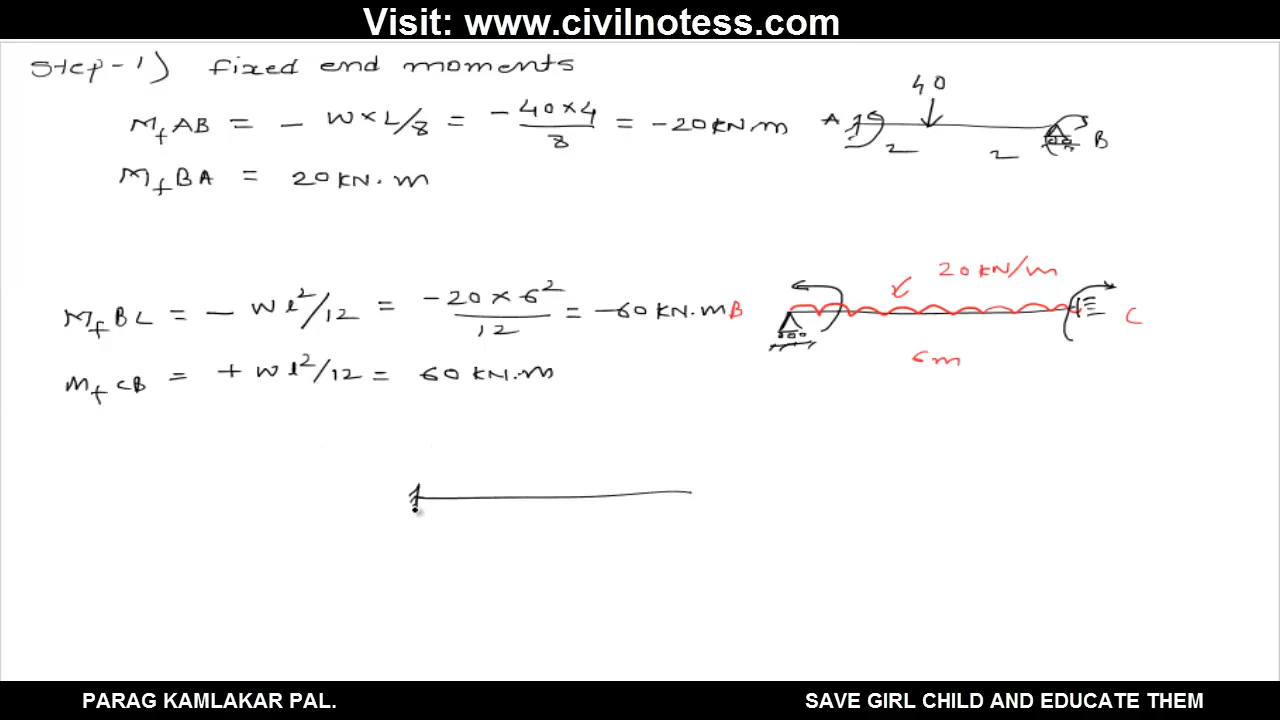 Visit: www.civilnotess.com
Step-1) fixed end moments
MfAB = - W×L/8 = -40×4/8 = -20KN.m
40
A 2 2 B
MfBA = 20KN.m
20KN/m
MfBC = - Wl²/12 = -20×6²/12 = -60KN.m
B C
6m
MfCB = + Wl²/12 = 60KN.m
PARAG KAMLAKAR PAL.
SAVE GIRL CHILD AND EDUCATE THEM